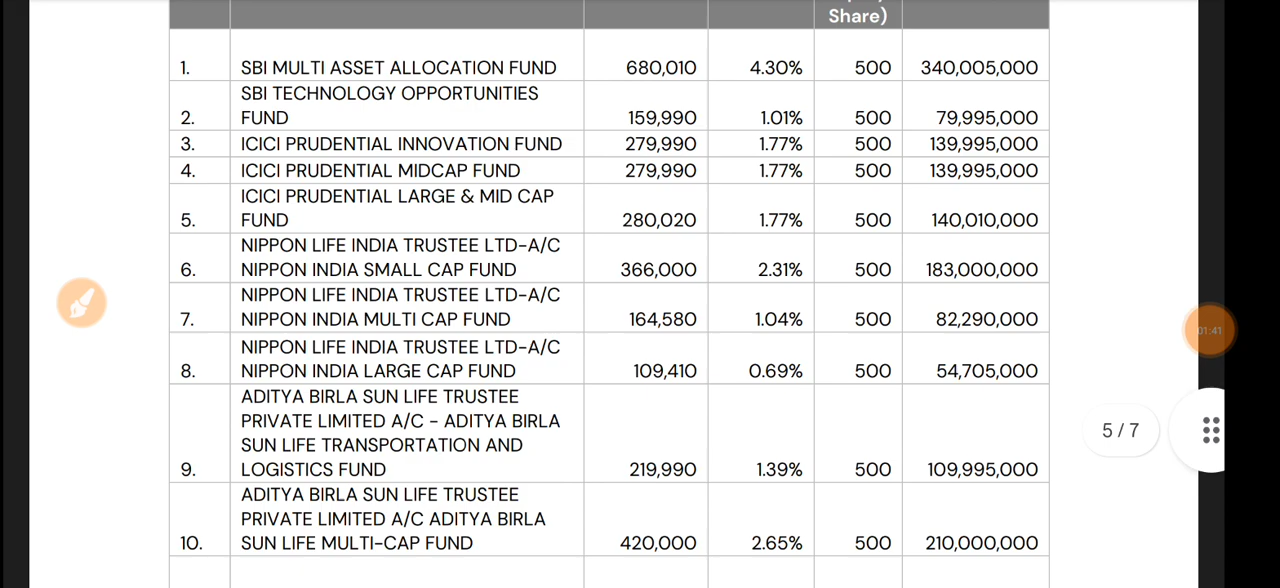 Share)
1. SBI MULTI ASSET ALLOCATION FUND 680,010 4.30% 500 340,005,000
SBI TECHNOLOGY OPPORTUNITIES
2. FUND 159,990 1.01% 500 79,995,000
3. ICICI PRUDENTIAL INNOVATION FUND 279,990 1.77% 500 139,995,000
4. ICICI PRUDENTIAL MIDCAP FUND 279,990 1.77% 500 139,995,000
ICICI PRUDENTIAL LARGE & MID CAP
5. FUND 280,020 1.77% 500 140,010,000
NIPPON LIFE INDIA TRUSTEE LTD-A/C
6. NIPPON INDIA SMALL CAP FUND 366,000 2.31% 500 183,000,000
NIPPON LIFE INDIA TRUSTEE LTD-A/C
7. NIPPON INDIA MULTI CAP FUND 164,580 1.04% 500 82,290,000
01:41
NIPPON LIFE INDIA TRUSTEE LTD-A/C
8. NIPPON INDIA LARGE CAP FUND 109,410 0.69% 500 54,705,000
ADITYA BIRLA SUN LIFE TRUSTEE
PRIVATE LIMITED A/C - ADITYA BIRLA
5 / 7
SUN LIFE TRANSPORTATION AND
9. LOGISTICS FUND 219,990 1.39% 500 109,995,000
ADITYA BIRLA SUN LIFE TRUSTEE
PRIVATE LIMITED A/C ADITYA BIRLA
10. SUN LIFE MULTI-CAP FUND 420,000 2.65% 500 210,000,000